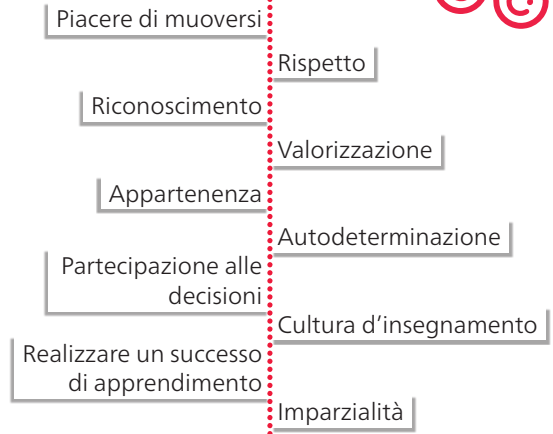 Piacere di muoversi
Rispetto
Riconoscimento
Valorizzazione
Appartenenza
Autodeterminazione
Partecipazione alle
decisioni
Cultura d’insegnamento
Realizzare un successo
di apprendimento
Imparzialità